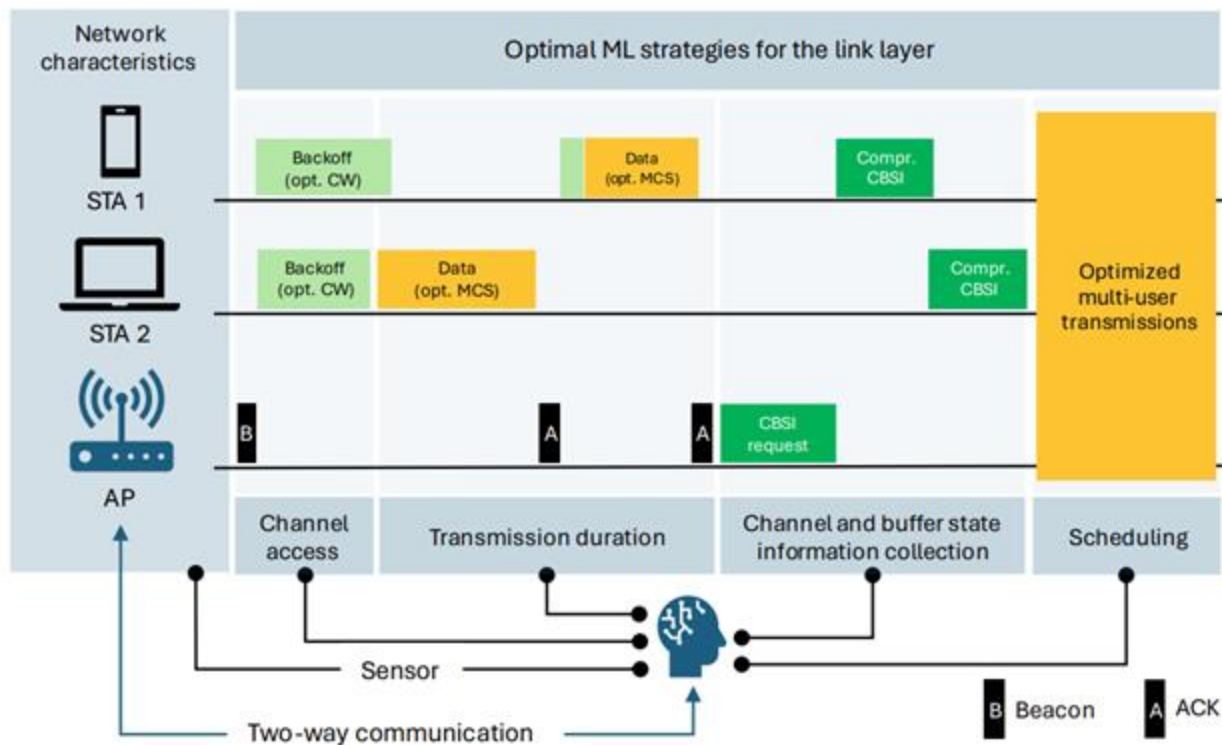 Network
characteristics
Optimal ML strategies for the link layer
STA 1
Backoff
(opt. CW)
Data
(opt. MCS)
Compr.
CBSI
STA 2
Backoff
(opt. CW)
Data
(opt. MCS)
Compr.
CBSI
Optimized
multi-user
transmissions
AP
B
A
A
CBSI
request
Channel
access
Transmission duration
Channel and buffer state
information collection
Scheduling
Sensor
Two-way communication
B Beacon
A ACK